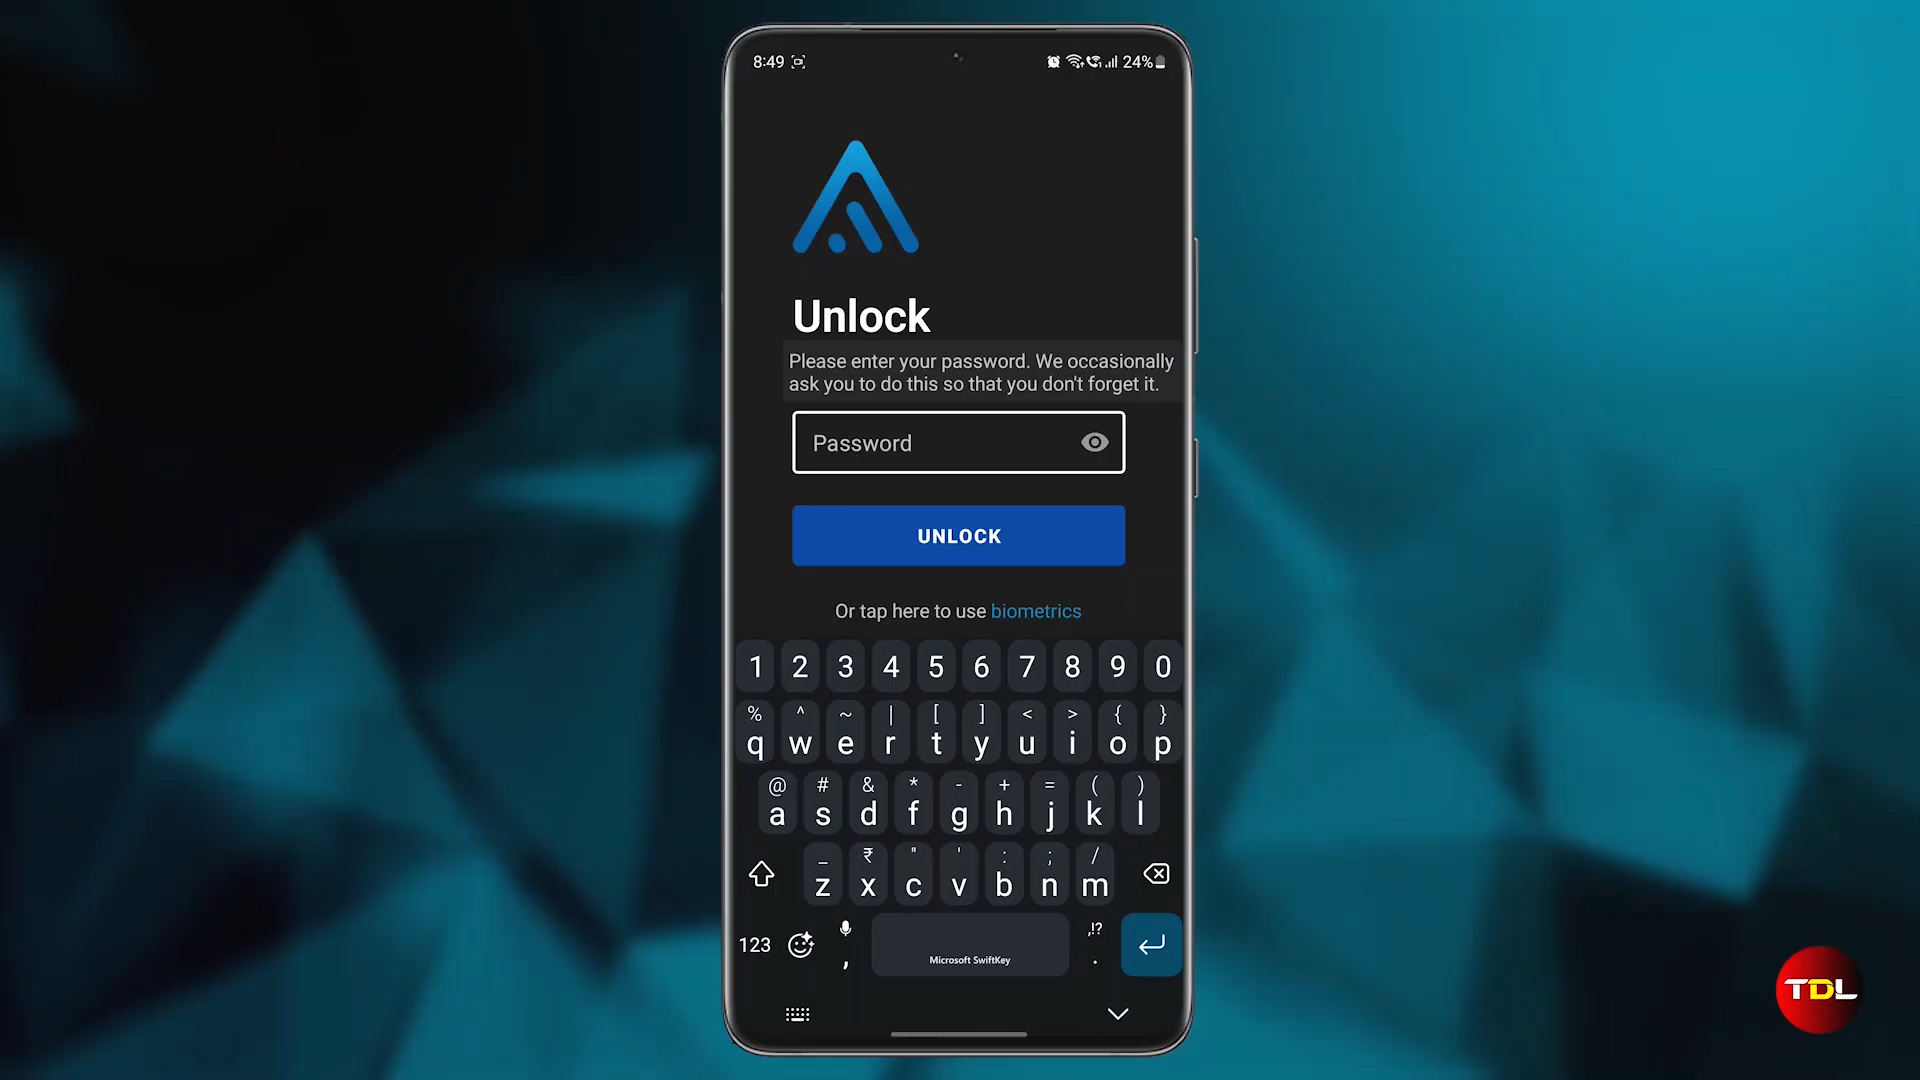 8:49
24%
Unlock
Please enter your password. We occasionally
ask you to do this so that you don't forget it.
Password
UNLOCK
Or tap here to use biometrics
1 2 3 4 5 6 7 8 9 0
% ^ ~ | [ ] < > { }
q w e r t y u i o p
@ # & * - + = ( )
a s d f g h j k l
_ ₹ " ' : ; /
z x c v b n m
123 , Microsoft SwiftKey ,!? .
TDL